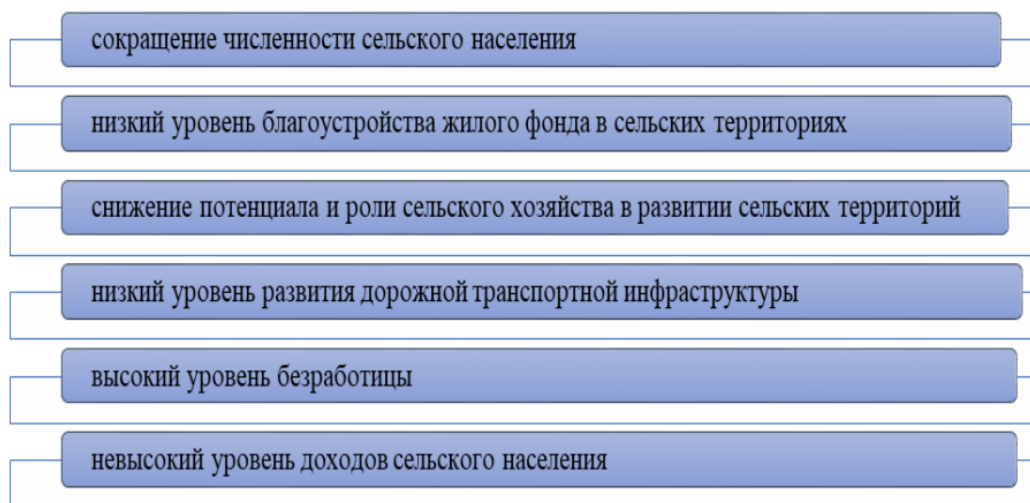 сокращение численности сельского населения
низкий уровень благоустройства жилого фонда в сельских территориях
снижение потенциала и роли сельского хозяйства в развитии сельских территорий
низкий уровень развития дорожной транспортной инфраструктуры
высокий уровень безработицы
невысокий уровень доходов сельского населения